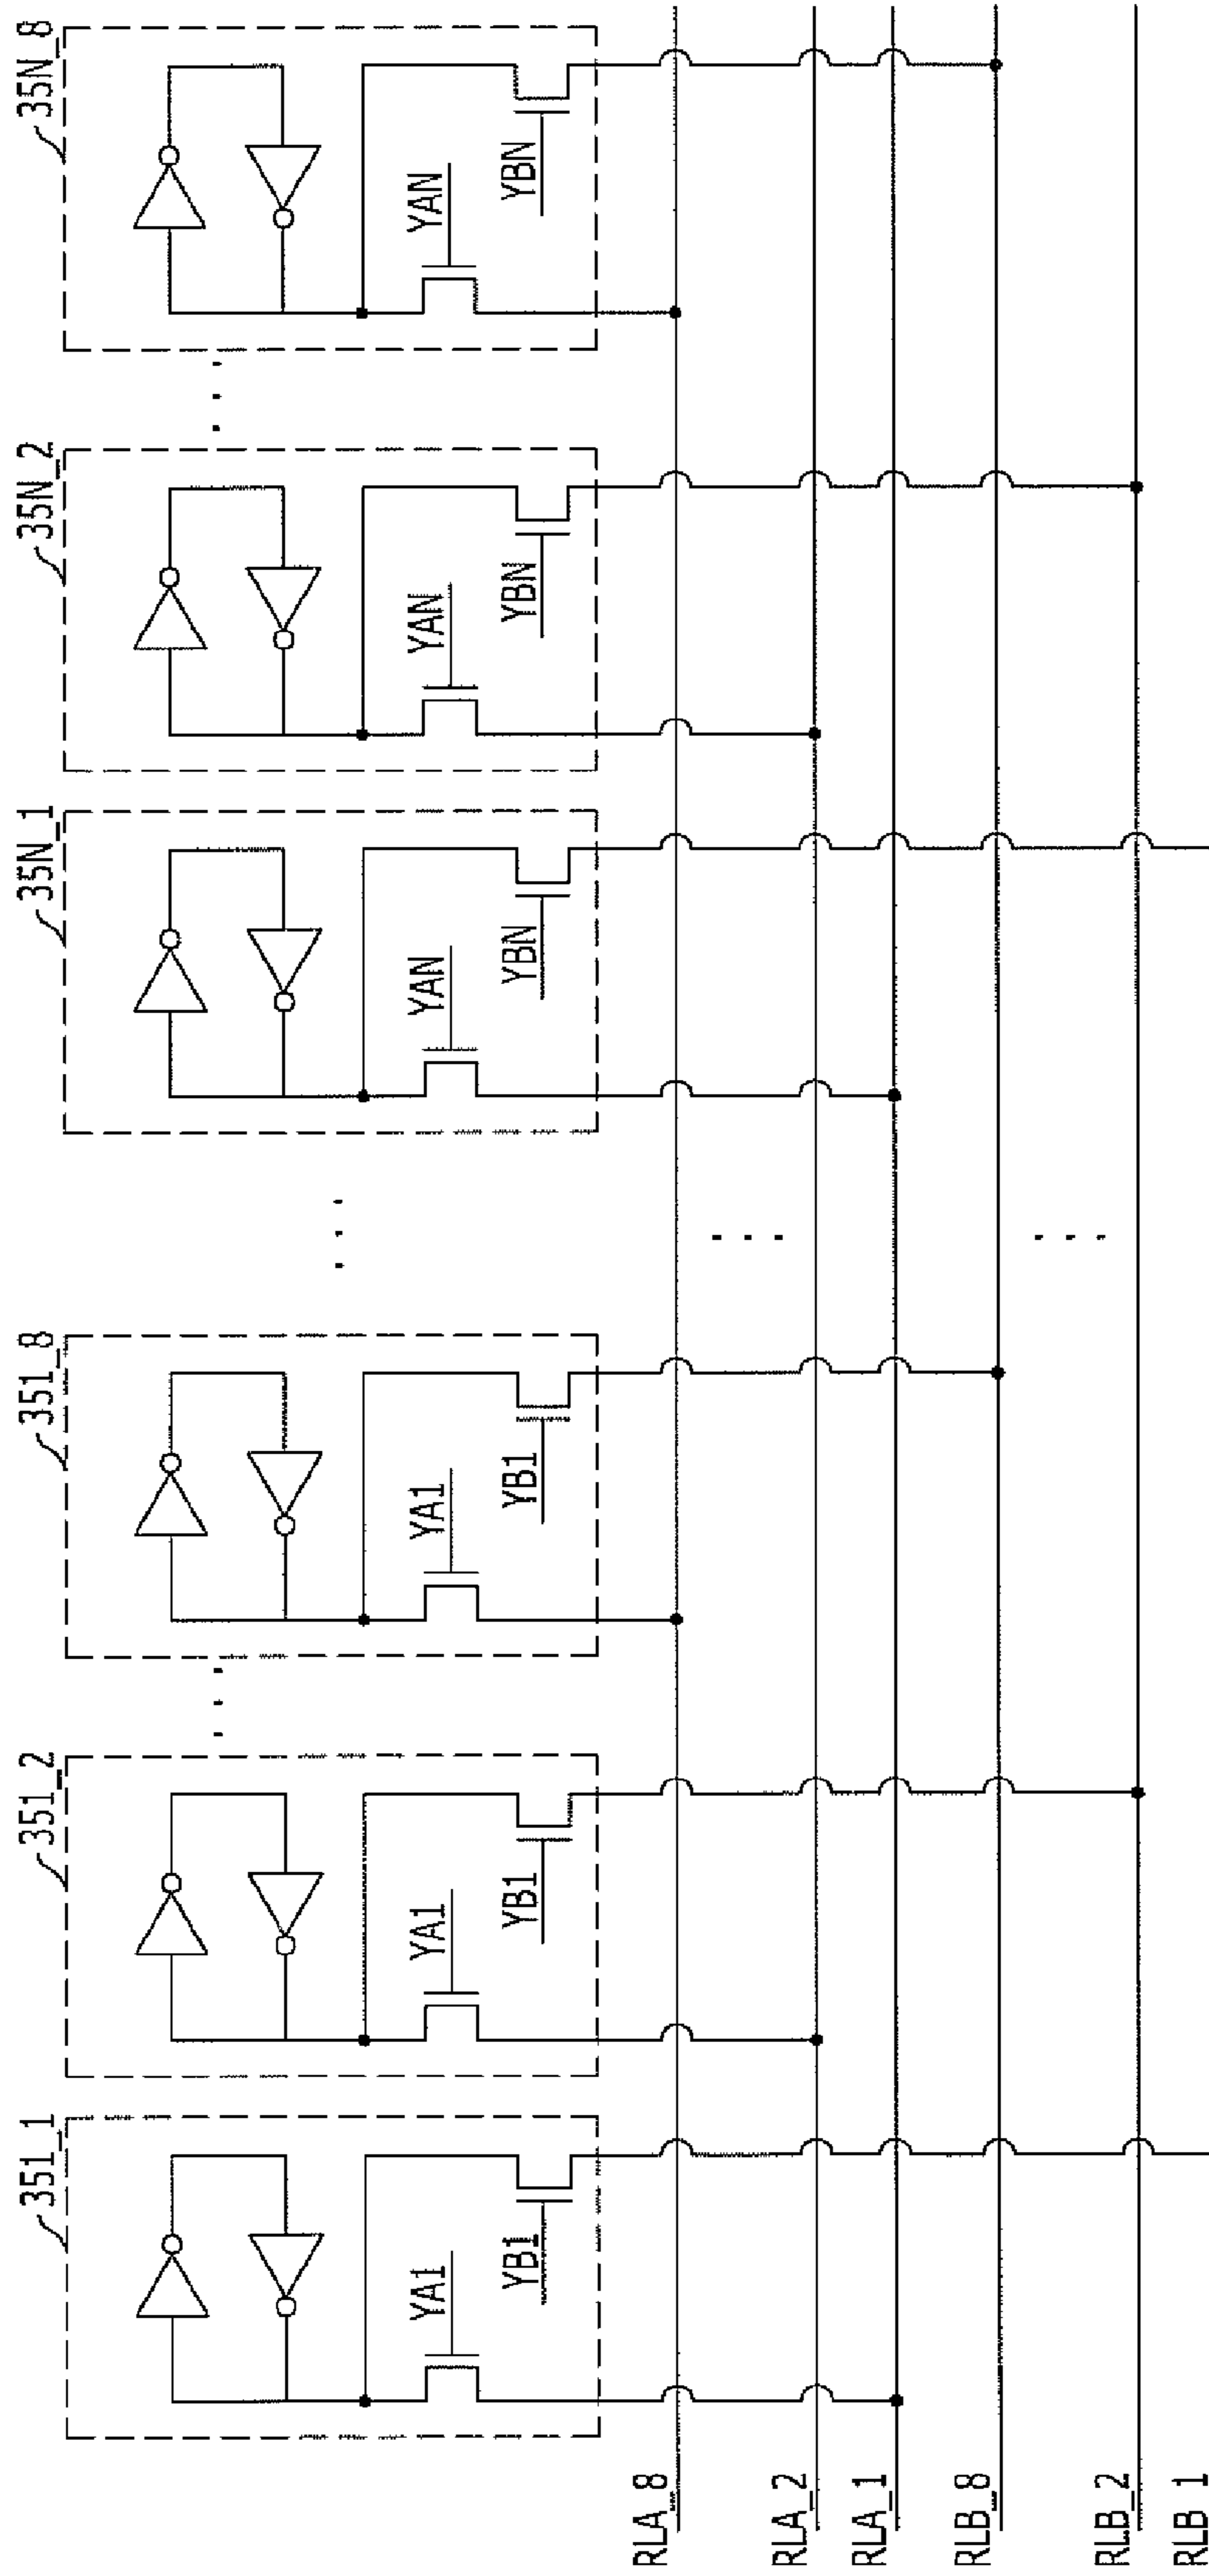 351_1
351_2
351_8
35N_1
35N_2
35N_8
YA1
YA1
YA1
YAN
YAN
YAN
YB1
YB1
YB1
YBN
YBN
YBN
RLA_8
RLA_2
RLA_1
RLB_8
RLB_2
RLB_1